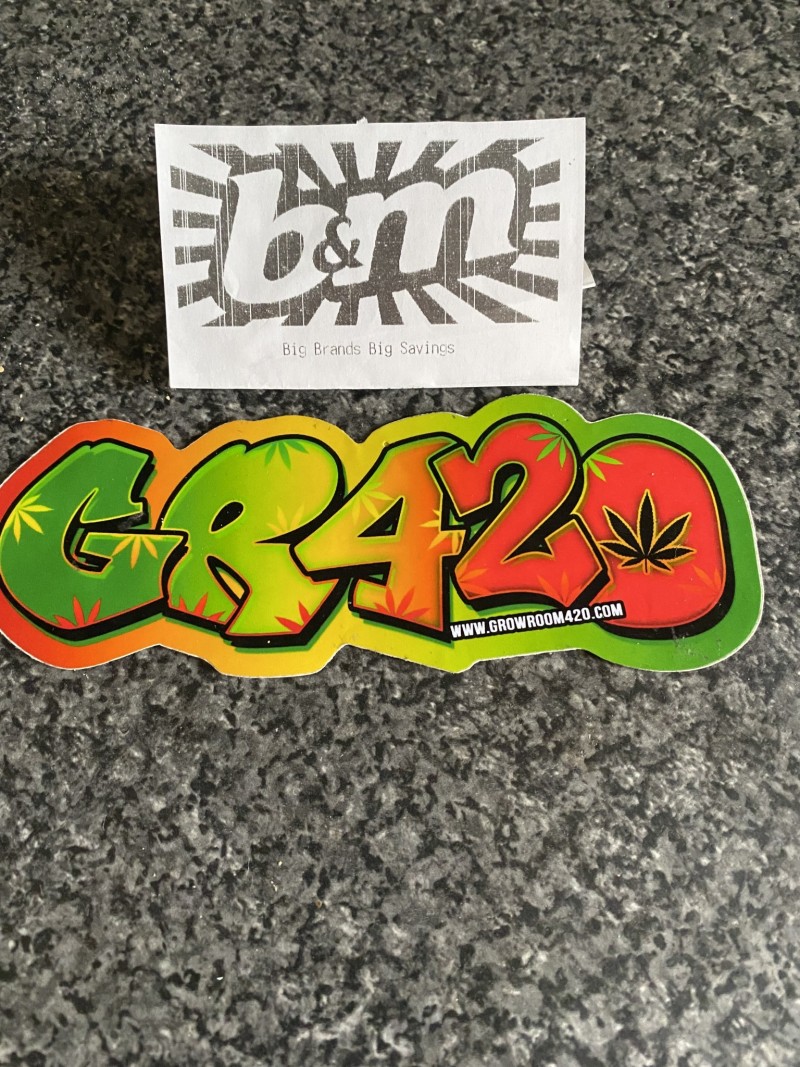 b&m
Big Brands Big Savings
GR420
WWW.GROWROOM420.COM